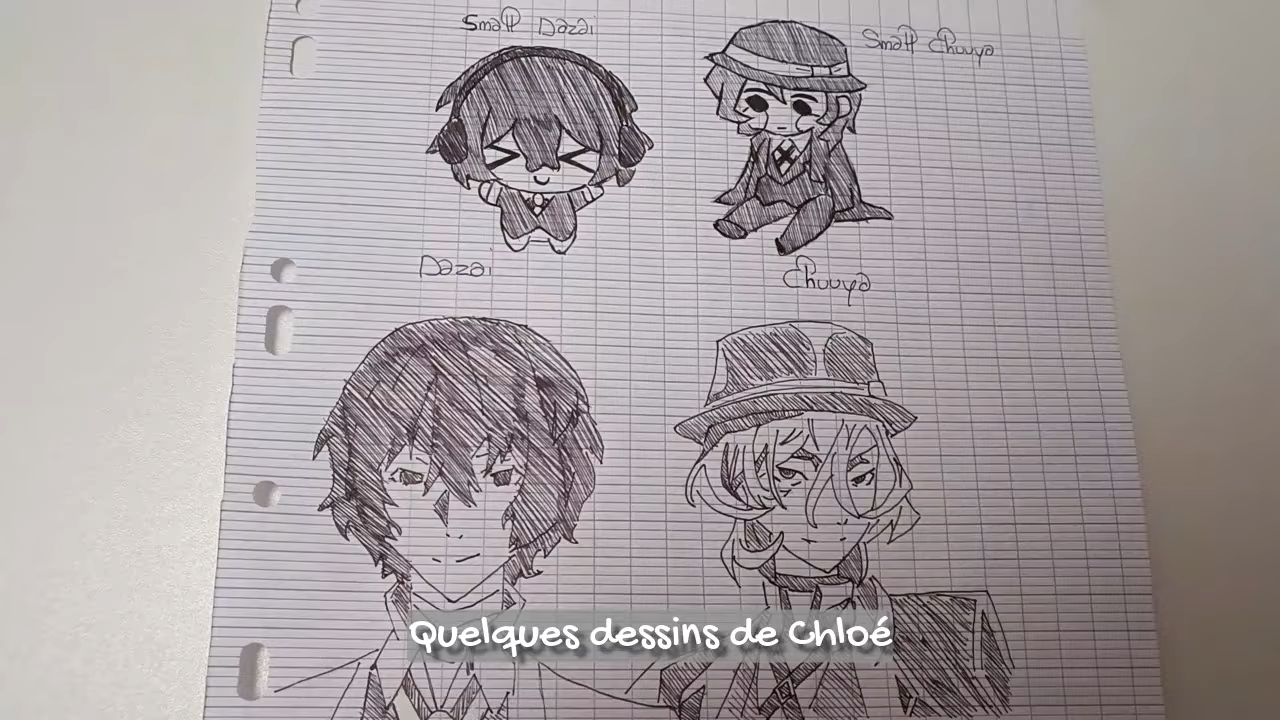 Small Dazai
Small Chuuya
Dazai
Chuuya
Quelques dessins de Chloé